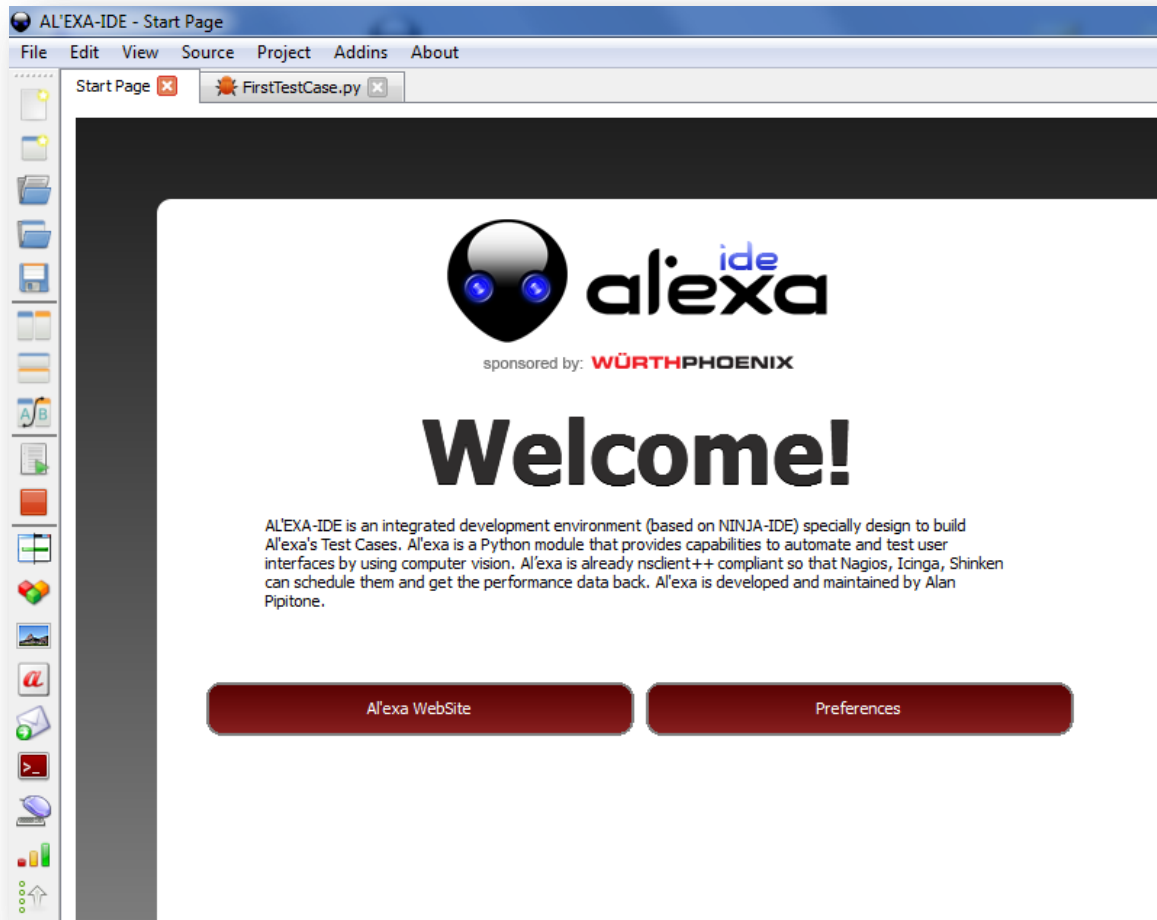 AL'EXA-IDE - Start Page
File Edit View Source Project Addins About
Start Page FirstTestCase.py
ide
al'exa
sponsored by: WÜRTHPHOENIX
Welcome!
AL'EXA-IDE is an integrated development environment (based on NINJA-IDE) specially design to build
Al'exa's Test Cases. Al'exa is a Python module that provides capabilities to automate and test user
interfaces by using computer vision. Al’exa is already nsclient++ compliant so that Nagios, Icinga, Shinken
can schedule them and get the performance data back. Al'exa is developed and maintained by Alan
Pipitone.
Al'exa WebSite Preferences
A B
a
>_